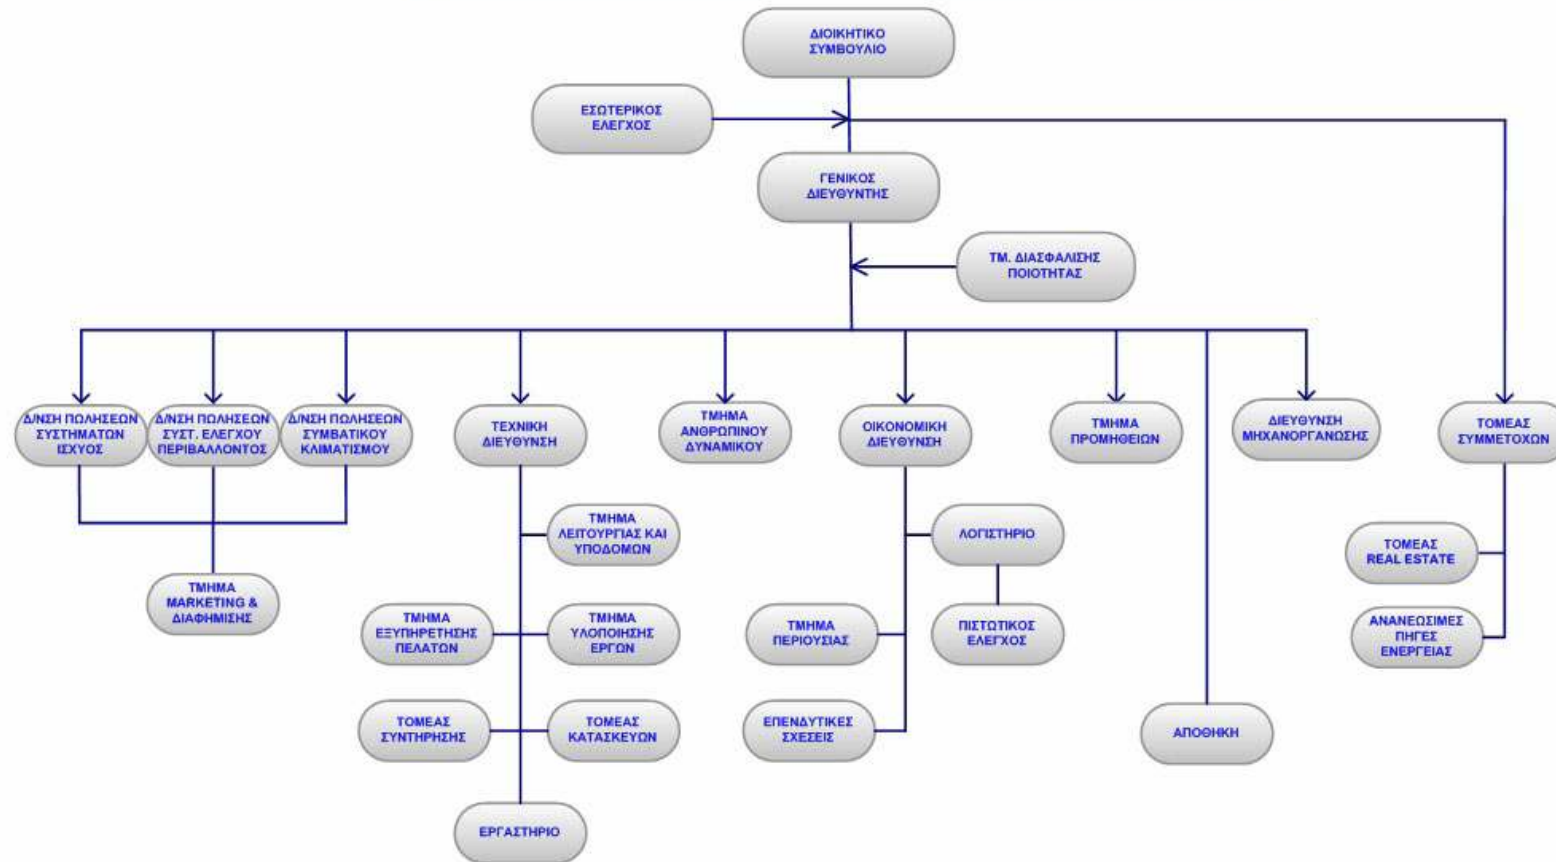 ΔΙΟΙΚΗΤΙΚΟ
ΣΥΜΒΟΥΛΙΟ
ΕΣΩΤΕΡΙΚΟΣ
ΕΛΕΓΧΟΣ
ΓΕΝΙΚΟΣ
ΔΙΕΥΘΥΝΤΗΣ
ΤΜ. ΔΙΑΣΦΑΛΙΣΗΣ
ΠΟΙΟΤΗΤΑΣ
Δ/ΝΣΗ ΠΩΛΗΣΕΩΝ
ΣΥΣΤΗΜΑΤΩΝ
ΙΣΧΥΟΣ
Δ/ΝΣΗ ΠΩΛΗΣΕΩΝ
ΣΥΣΤ. ΕΛΕΓΧΟΥ
ΠΕΡΙΒΑΛΛΟΝΤΟΣ
Δ/ΝΣΗ ΠΩΛΗΣΕΩΝ
ΣΥΜΒΑΤΙΚΟΥ
ΚΛΙΜΑΤΙΣΜΟΥ
ΤΕΧΝΙΚΗ
ΔΙΕΥΘΥΝΣΗ
ΤΜΗΜΑ
ΑΝΘΡΩΠΙΝΟΥ
ΔΥΝΑΜΙΚΟΥ
ΟΙΚΟΝΟΜΙΚΗ
ΔΙΕΥΘΥΝΣΗ
ΤΜΗΜΑ
ΠΡΟΜΗΘΕΙΩΝ
ΔΙΕΥΘΥΝΣΗ
ΜΗΧΑΝΟΡΓΑΝΩΣΗΣ
ΤΟΜΕΑΣ
ΣΥΜΜΕΤΟΧΩΝ
ΤΜΗΜΑ
ΛΕΙΤΟΥΡΓΙΑΣ ΚΑΙ
ΥΠΟΔΟΜΩΝ
ΛΟΓΙΣΤΗΡΙΟ
ΤΟΜΕΑΣ
REAL ESTATE
ΤΜΗΜΑ
MARKETING &
ΔΙΑΦΗΜΙΣΗΣ
ΤΜΗΜΑ
ΕΞΥΠΗΡΕΤΗΣΗΣ
ΠΕΛΑΤΩΝ
ΤΜΗΜΑ
ΥΛΟΠΟΙΗΣΗΣ
ΕΡΓΩΝ
ΤΜΗΜΑ
ΠΕΡΙΟΥΣΙΑΣ
ΠΙΣΤΩΤΙΚΟΣ
ΕΛΕΓΧΟΣ
ΑΝΑΝΕΩΣΙΜΕΣ
ΠΗΓΕΣ
ΕΝΕΡΓΕΙΑΣ
ΤΟΜΕΑΣ
ΣΥΝΤΗΡΗΣΗΣ
ΤΟΜΕΑΣ
ΚΑΤΑΣΚΕΥΩΝ
ΕΠΕΝΔΥΤΙΚΕΣ
ΣΧΕΣΕΙΣ
ΑΠΟΘΗΚΗ
ΕΡΓΑΣΤΗΡΙΟ